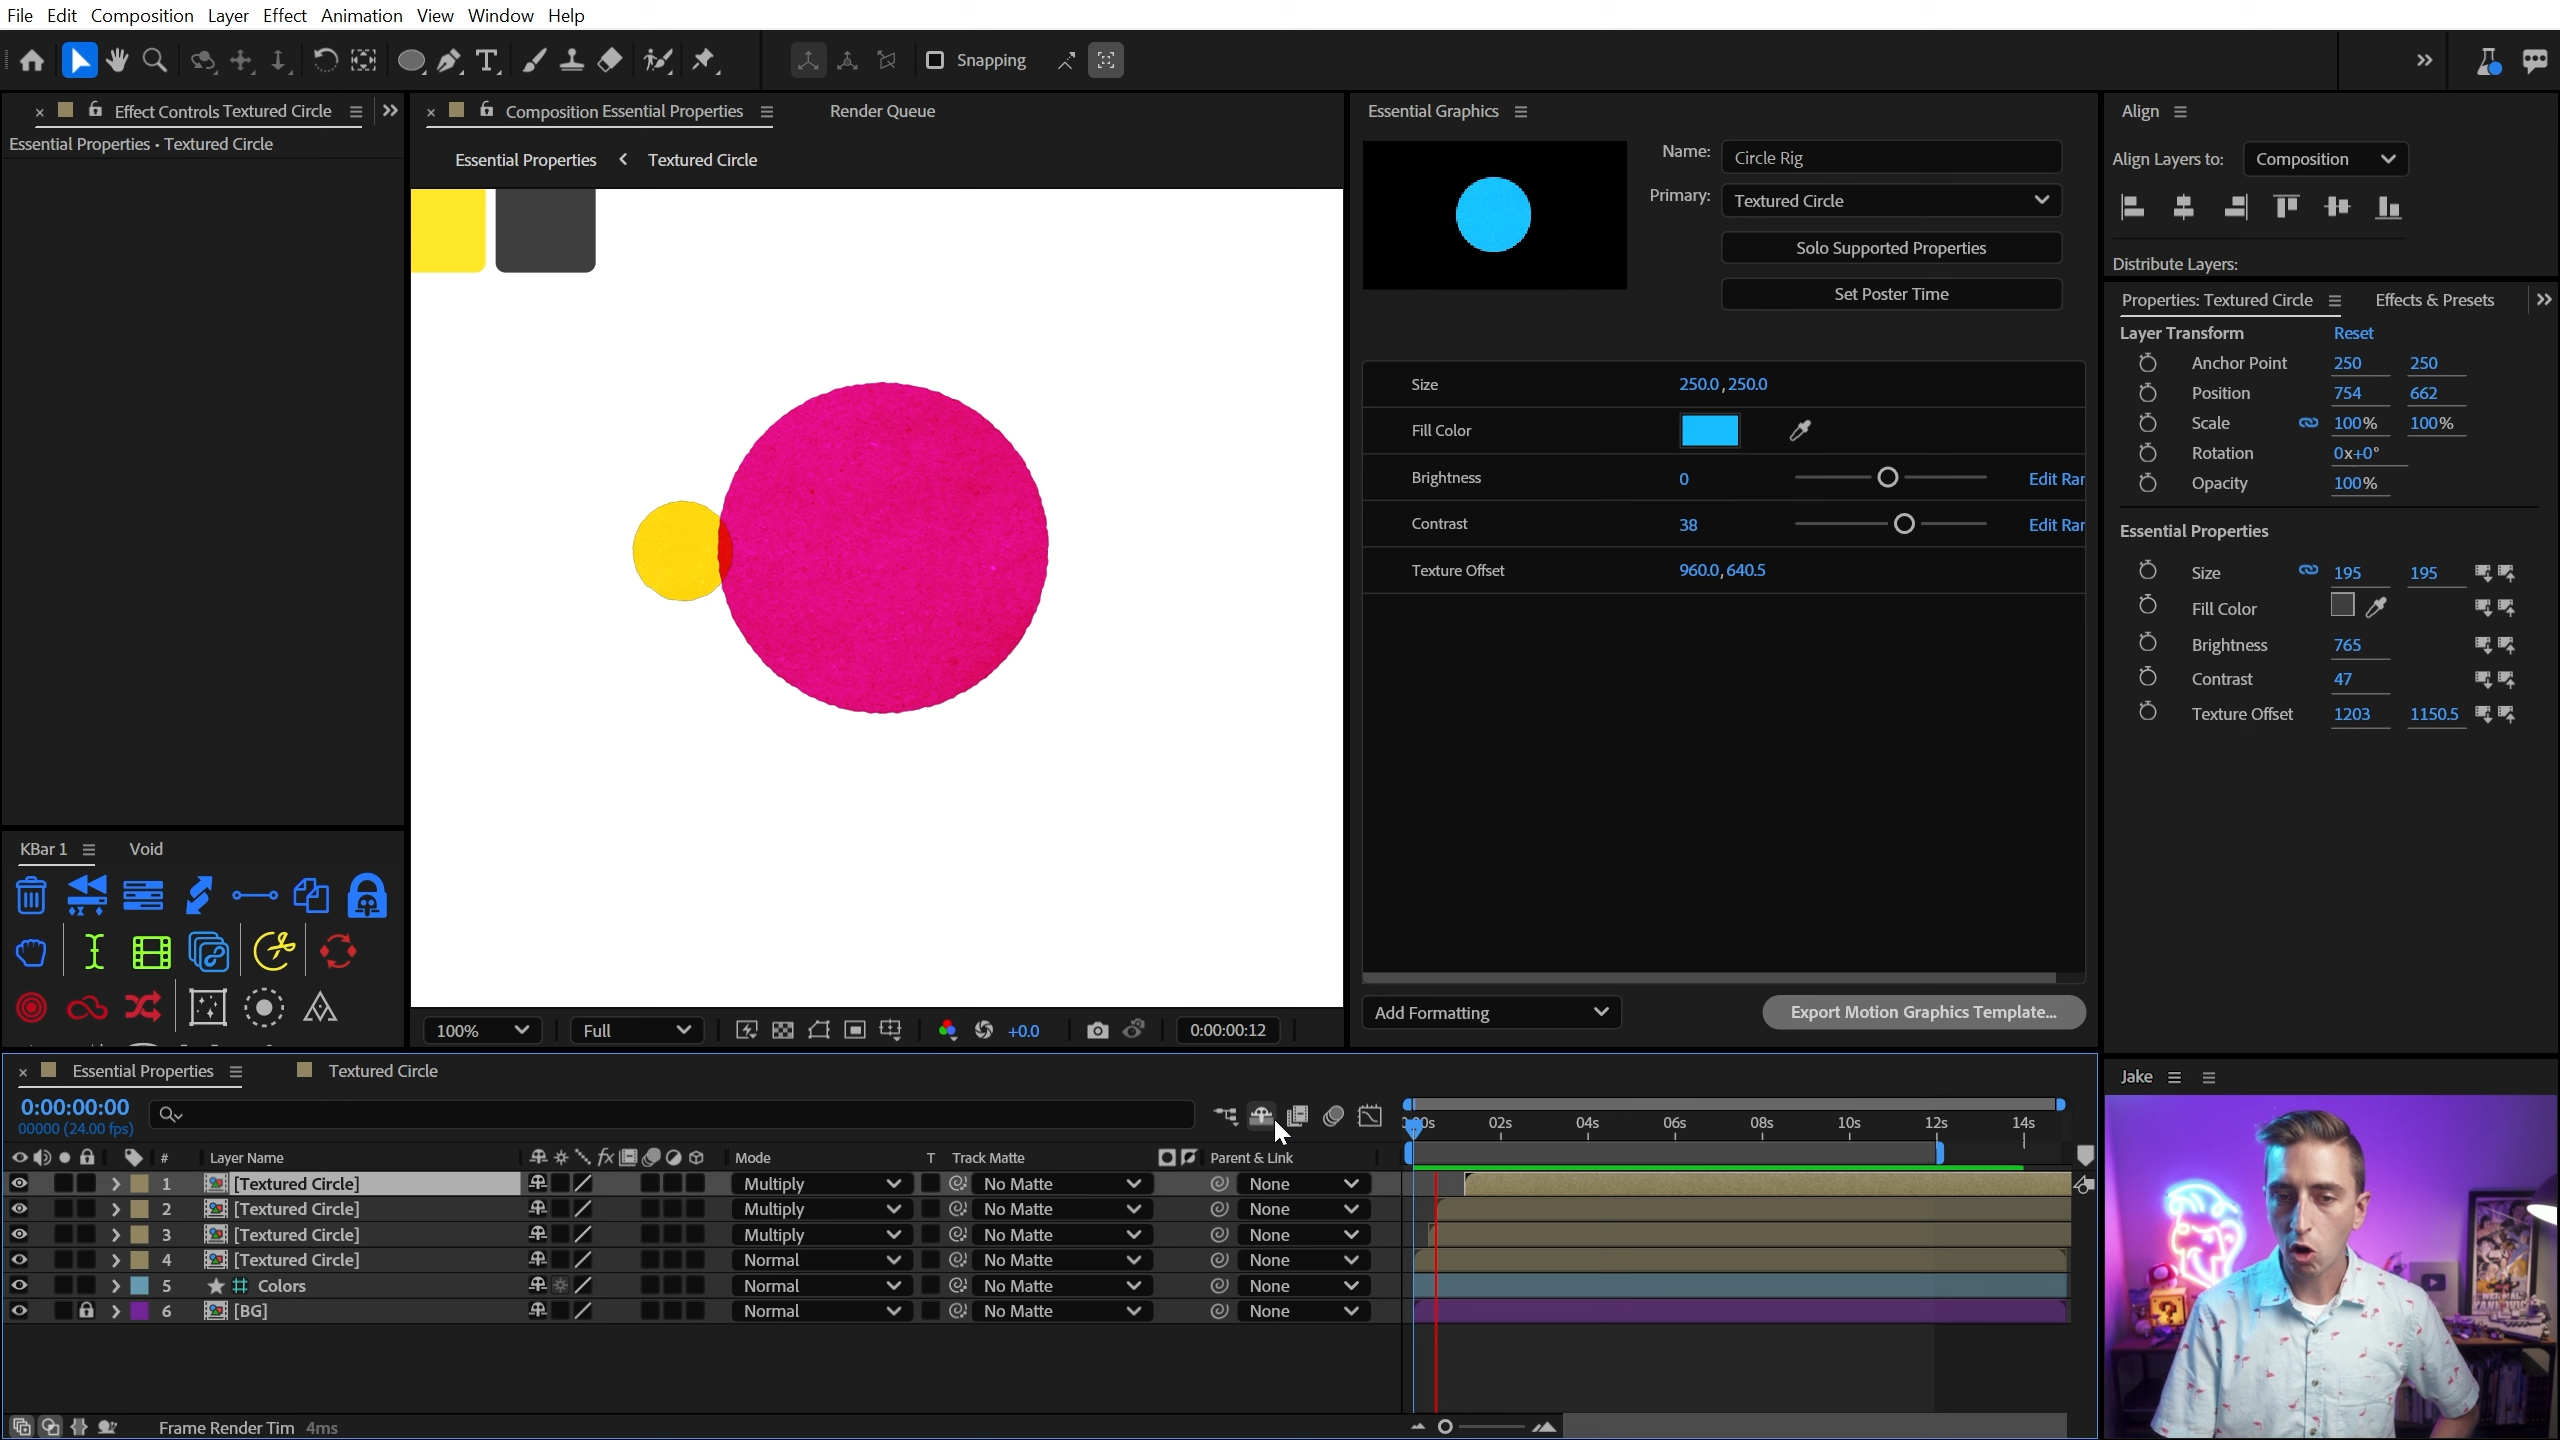 File Edit Composition Layer Effect Animation View Window Help
Snapping
Effect Controls Textured Circle
Essential Properties • Textured Circle
Composition Essential Properties
Render Queue
Essential Properties
Textured Circle
Essential Graphics
Name: Circle Rig
Primary: Textured Circle
Solo Supported Properties
Set Poster Time
Size 250.0, 250.0
Fill Color
Brightness 0 Edit Rar
Contrast 38 Edit Rar
Texture Offset 960.0, 640.5
Add Formatting
Export Motion Graphics Template...
Align
Align Layers to: Composition
Distribute Layers:
Properties: Textured Circle
Effects & Presets
Layer Transform Reset
Anchor Point 250 250
Position 754 662
Scale 100% 100%
Rotation 0x+0°
Opacity 100%
Essential Properties
Size 195 195
Fill Color
Brightness 765
Contrast 47
Texture Offset 1203 1150.5
KBar 1
Void
100%
Full
+0.0
0:00:00:12
Essential Properties
Textured Circle
0:00:00:00
00000 (24.00 fps)
02s 04s 06s 08s 10s 12s 14s
# Layer Name Mode T Track Matte Parent & Link
1 [Textured Circle] Multiply No Matte None
2 [Textured Circle] Multiply No Matte None
3 [Textured Circle] Multiply No Matte None
4 [Textured Circle] Normal No Matte None
5 Colors Normal No Matte None
6 [BG] Normal No Matte None
Frame Render Tim 4ms
Jake